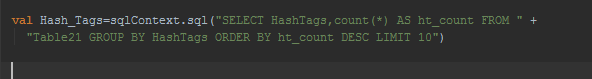 val Hash_Tags=sqlContext.sql("SELECT HashTags,count(*) AS ht_count FROM " +
"Table21 GROUP BY HashTags ORDER BY ht_count DESC LIMIT 10")